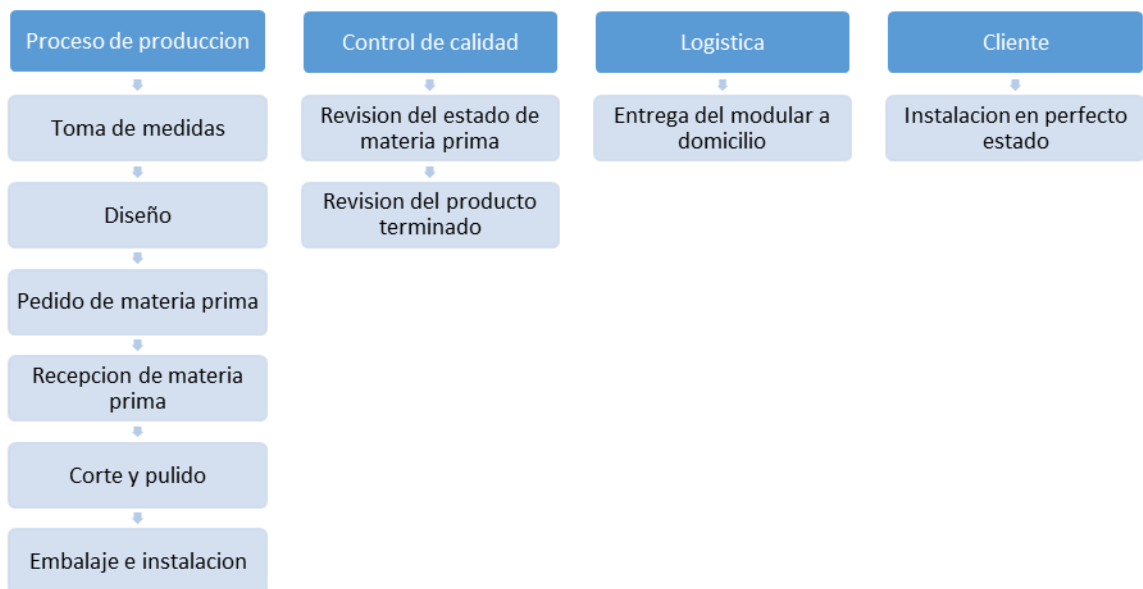 Proceso de produccion
Toma de medidas
Diseño
Pedido de materia prima
Recepcion de materia
prima
Corte y pulido
Embalaje e instalacion
Control de calidad
Revision del estado de
materia prima
Revision del producto
terminado
Logistica
Entrega del modular a
domicilio
Cliente
Instalacion en perfecto
estado